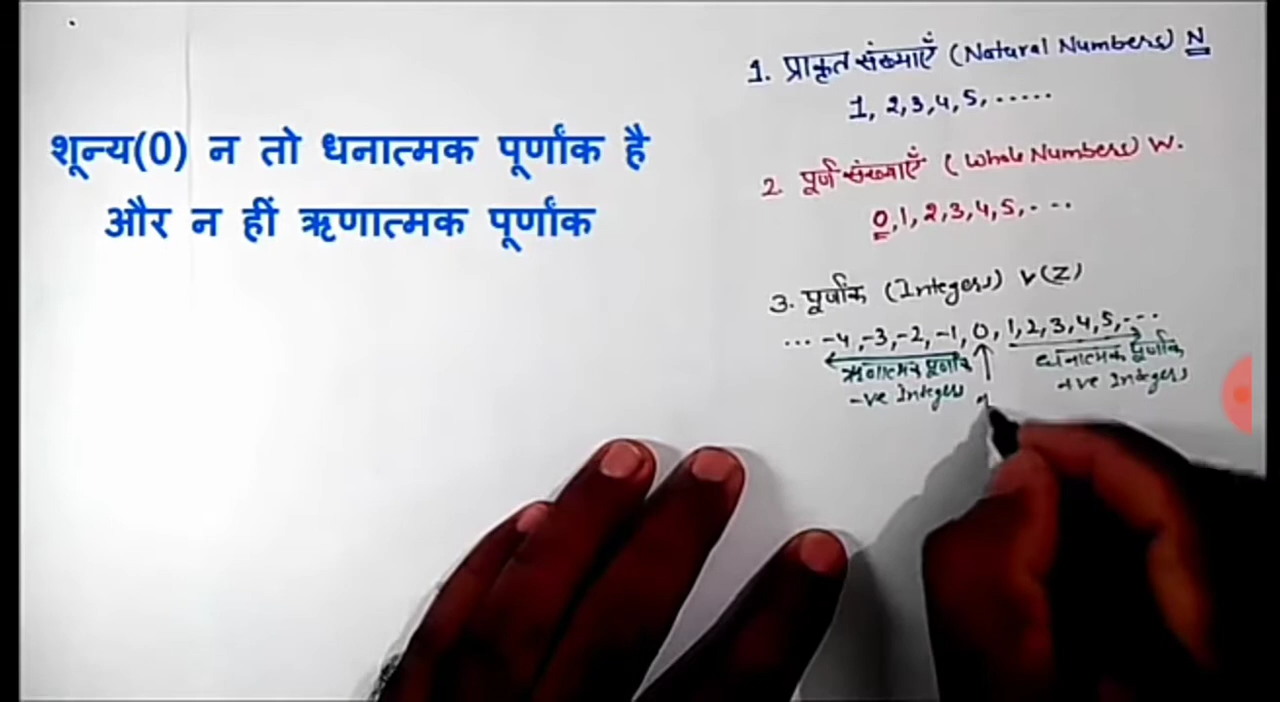 शून्य(0) न तो धनात्मक पूर्णांक है
और न हीं ऋणात्मक पूर्णांक
1. प्राकृत संख्याएँ (Natural Numbers) N
1, 2, 3, 4, 5, .....
2. पूर्ण संख्याएँ (Whole Numbers) W.
0, 1, 2, 3, 4, 5, ...
3. पूर्णांक (Integers) (Z)
... -4, -3, -2, -1, 0, 1, 2, 3, 4, 5, ...
ऋणात्मक पूर्णांक धनात्मक पूर्णांक
-ve Integers +ve Integers